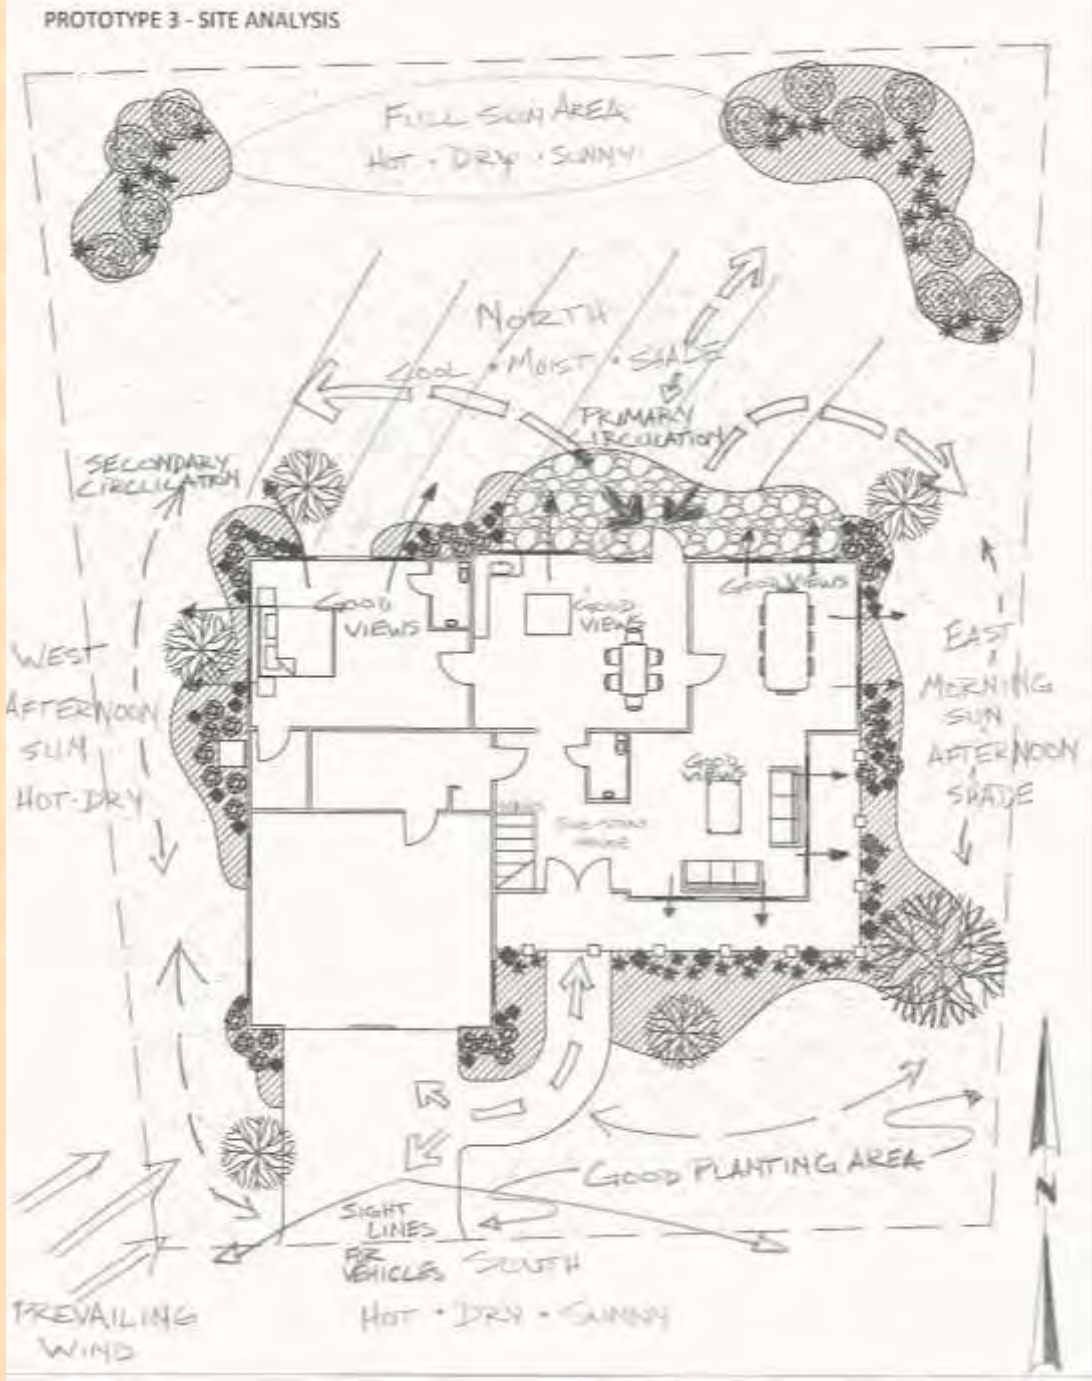 PROTOTYPE 3 - SITE ANALYSIS
FULL SUN AREA
HOT • DRY • SUNNY
NORTH
COOL • MOIST • SHADE
PRIMARY
CIRCULATION
SECONDARY
CIRCULATION
GOOD
VIEWS
GOOD
VIEWS
GOOD VIEWS
WEST
AFTERNOON
SUN
HOT-DRY
EAST
MORNING
SUN
AFTERNOON
SHADE
GOOD
VIEWS
HOUSE
GOOD PLANTING AREA
N
SIGHT
LINES
FOR
VEHICLES
SOUTH
HOT • DRY • SUNNY
PREVAILING
WIND